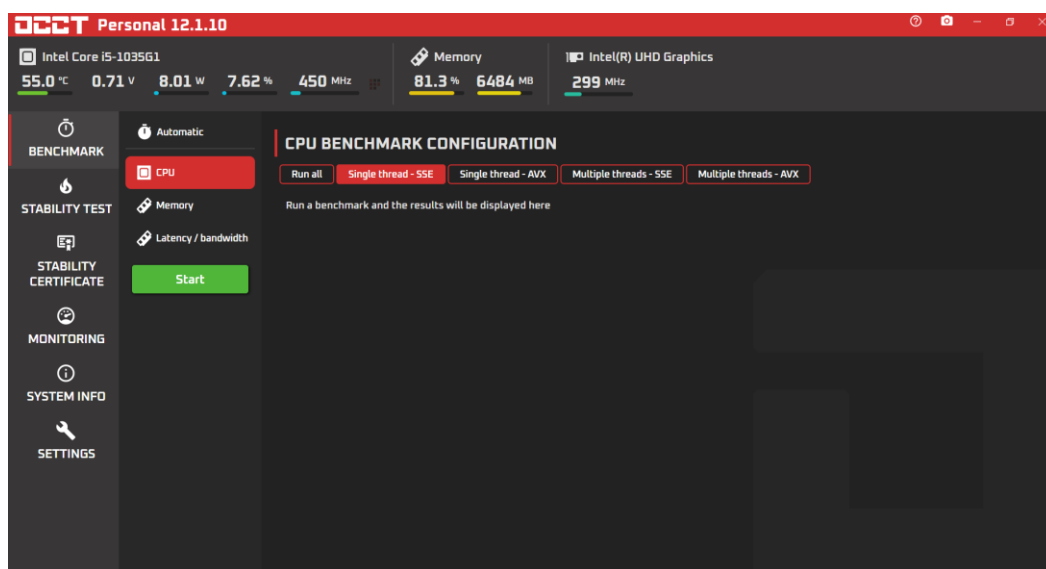 OCCT Personal 12.1.10
Intel Core i5-1035G1
55.0 °C 0.71 V 8.01 W 7.62 % 450 MHz
Memory
81.3 % 6484 MB
Intel(R) UHD Graphics
299 MHz
BENCHMARK
STABILITY TEST
STABILITY
CERTIFICATE
MONITORING
SYSTEM INFO
SETTINGS
Automatic
CPU
Memory
Latency / bandwidth
Start
CPU BENCHMARK CONFIGURATION
Run all Single thread - SSE Single thread - AVX Multiple threads - SSE Multiple threads - AVX
Run a benchmark and the results will be displayed here